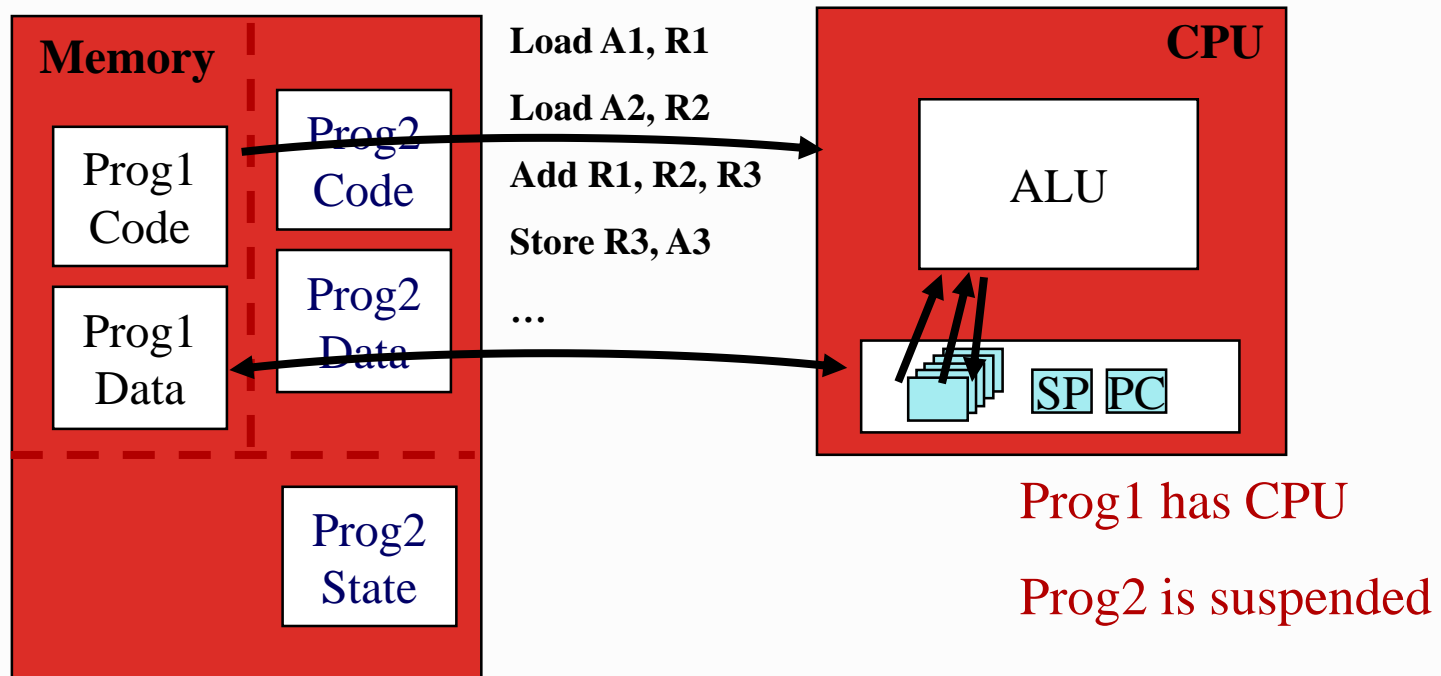 Memory
Prog1
Code
Prog1
Data
Prog2
Code
Prog2
Data
Prog2
State
Load A1, R1
Load A2, R2
Add R1, R2, R3
Store R3, A3
…
CPU
ALU
SP PC
Prog1 has CPU
Prog2 is suspended